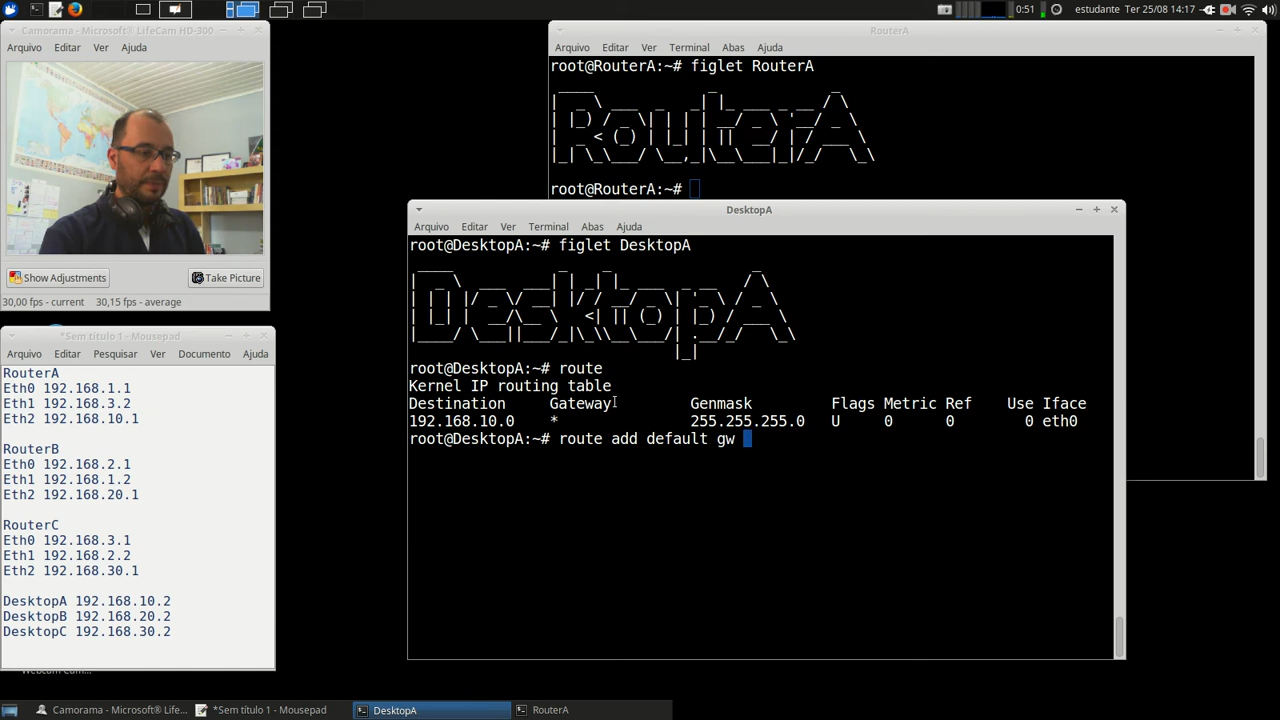 0:51 estudante Ter 25/08 14:17
Camorama - Microsoft® LifeCam HD-300
Arquivo Editar Ver Ajuda
Show Adjustments Take Picture
30,00 fps - current 30,15 fps - average
*Sem título 1 - Mousepad
Arquivo Editar Pesquisar Ver Documento Ajuda
RouterA
Eth0 192.168.1.1
Eth1 192.168.3.2
Eth2 192.168.10.1
RouterB
Eth0 192.168.2.1
Eth1 192.168.1.2
Eth2 192.168.20.1
RouterC
Eth0 192.168.3.1
Eth1 192.168.2.2
Eth2 192.168.30.1
DesktopA 192.168.10.2
DesktopB 192.168.20.2
DesktopC 192.168.30.2
RouterA
Arquivo Editar Ver Terminal Abas Ajuda
root@RouterA:~# figlet RouterA
RouterA
root@RouterA:~#
DesktopA
Arquivo Editar Ver Terminal Abas Ajuda
root@DesktopA:~# figlet DesktopA
DesktopA
root@DesktopA:~# route
Kernel IP routing table
Destination Gateway Genmask Flags Metric Ref Use Iface
192.168.10.0 * 255.255.255.0 U 0 0 0 eth0
root@DesktopA:~# route add default gw
Camorama - Microsoft® Life... *Sem título 1 - Mousepad DesktopA RouterA